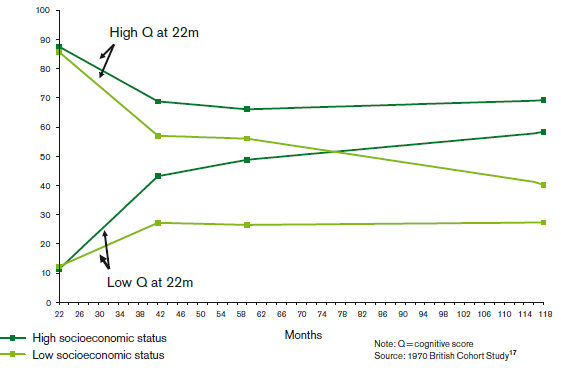 100
90
High Q at 22m
80
70
60
50
40
30
20
10
Low Q at 22m
0
22 26 30 34 38 42 46 50 54 58 62 66 70 74 78 82 86 90 94 98 102 106 110 114 118
Months
High socioeconomic status
Low socioeconomic status
Note: Q=cognitive score
Source: 1970 British Cohort Study17